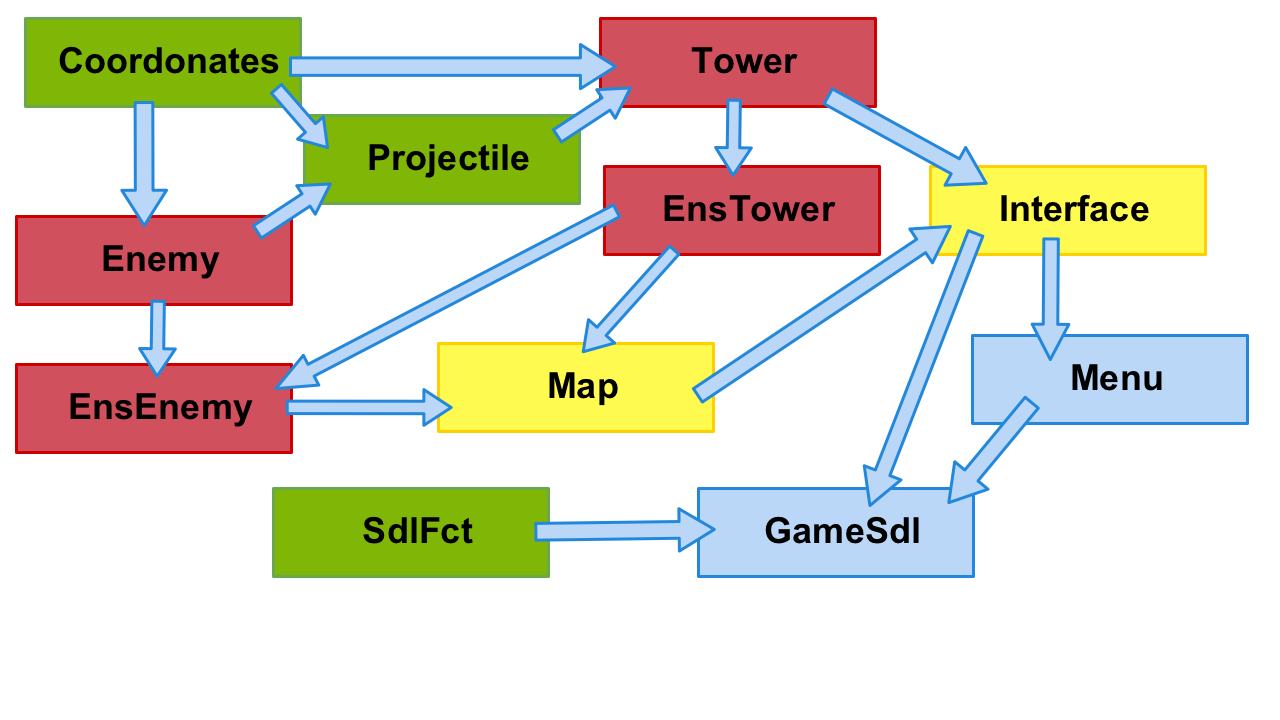 Coordonates
Tower
Projectile
EnsTower
Interface
Enemy
Map
Menu
EnsEnemy
SdlFct
GameSdl